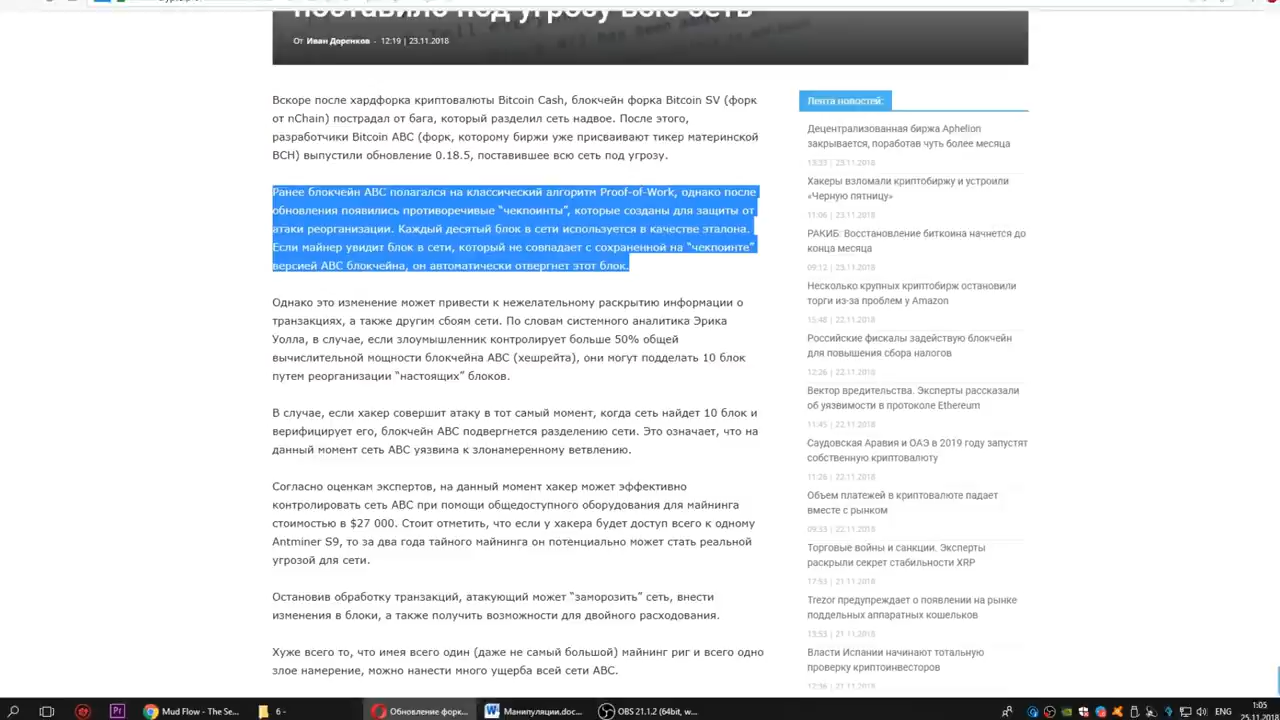 поставило под угрозу всю сеть
От Иван Доренков - 12:19 | 23.11.2018
Вскоре после хардфорка криптовалюты Bitcoin Cash, блокчейн форка Bitcoin SV (форк
от nChain) пострадал от бага, который разделил сеть надвое. После этого,
разработчики Bitcoin ABC (форк, которому биржи уже присваивают тикер материнской
BCH) выпустили обновление 0.18.5, поставившее всю сеть под угрозу.
Ранее блокчейн ABC полагался на классический алгоритм Proof-of-Work, однако после
обновления появились противоречивые “чекпоинты”, которые созданы для защиты от
атаки реорганизации. Каждый десятый блок в сети используется в качестве эталона.
Если майнер увидит блок в сети, который не совпадает с сохраненной на “чекпоинте”
версией ABC блокчейна, он автоматически отвергнет этот блок.
Однако это изменение может привести к нежелательному раскрытию информации о
транзакциях, а также другим сбоям сети. По словам системного аналитика Эрика
Уолла, в случае, если злоумышленник контролирует больше 50% общей
вычислительной мощности блокчейна ABC (хешрейта), они могут подделать 10 блок
путем реорганизации “настоящих” блоков.
В случае, если хакер совершит атаку в тот самый момент, когда сеть найдет 10 блок и
верифицирует его, блокчейн ABC подвергнется разделению сети. Это означает, что на
данный момент сеть ABC уязвима к злонамеренному ветвлению.
Согласно оценкам экспертов, на данный момент хакер может эффективно
контролировать сеть ABC при помощи общедоступного оборудования для майнинга
стоимостью в $27 000. Стоит отметить, что если у хакера будет доступ всего к одному
Antminer S9, то за два года тайного майнинга он потенциально может стать реальной
угрозой для сети.
Остановив обработку транзакций, атакующий может “заморозить” сеть, внести
изменения в блоки, а также получить возможности для двойного расходования.
Хуже всего то, что имея всего один (даже не самый большой) майнинг риг и всего одно
злое намерение, можно нанести много ущерба всей сети ABC.
Лента новостей:
Децентрализованная биржа Aphelion
закрывается, поработав чуть более месяца
13:33 | 23.11.2018
Хакеры взломали криптобиржу и устроили
«Черную пятницу»
11:06 | 23.11.2018
РАКИБ: Восстановление биткоина начнется до
конца месяца
09:12 | 23.11.2018
Несколько крупных криптобирж остановили
торги из-за проблем у Amazon
15:48 | 22.11.2018
Российские фискалы задействую блокчейн
для повышения сбора налогов
12:26 | 22.11.2018
Вектор вредительства. Эксперты рассказали
об уязвимости в протоколе Ethereum
11:45 | 22.11.2018
Саудовская Аравия и ОАЭ в 2019 году запустят
собственную криптовалюту
11:26 | 22.11.2018
Объем платежей в криптовалюте падает
вместе с рынком
09:33 | 22.11.2018
Торговые войны и санкции. Эксперты
раскрыли секрет стабильности XRP
17:53 | 21.11.2018
Trezor предупреждает о появлении на рынке
поддельных аппаратных кошельков
13:53 | 21.11.2018
Власти Испании начинают тотальную
проверку криптоинвесторов
12:36 | 21.11.2018
Mud Flow - The Se...
6 -
Обновление форк...
Манипуляции.doc...
OBS 21.1.2 (64bit, w...
ENG
1:05
25.11.2018